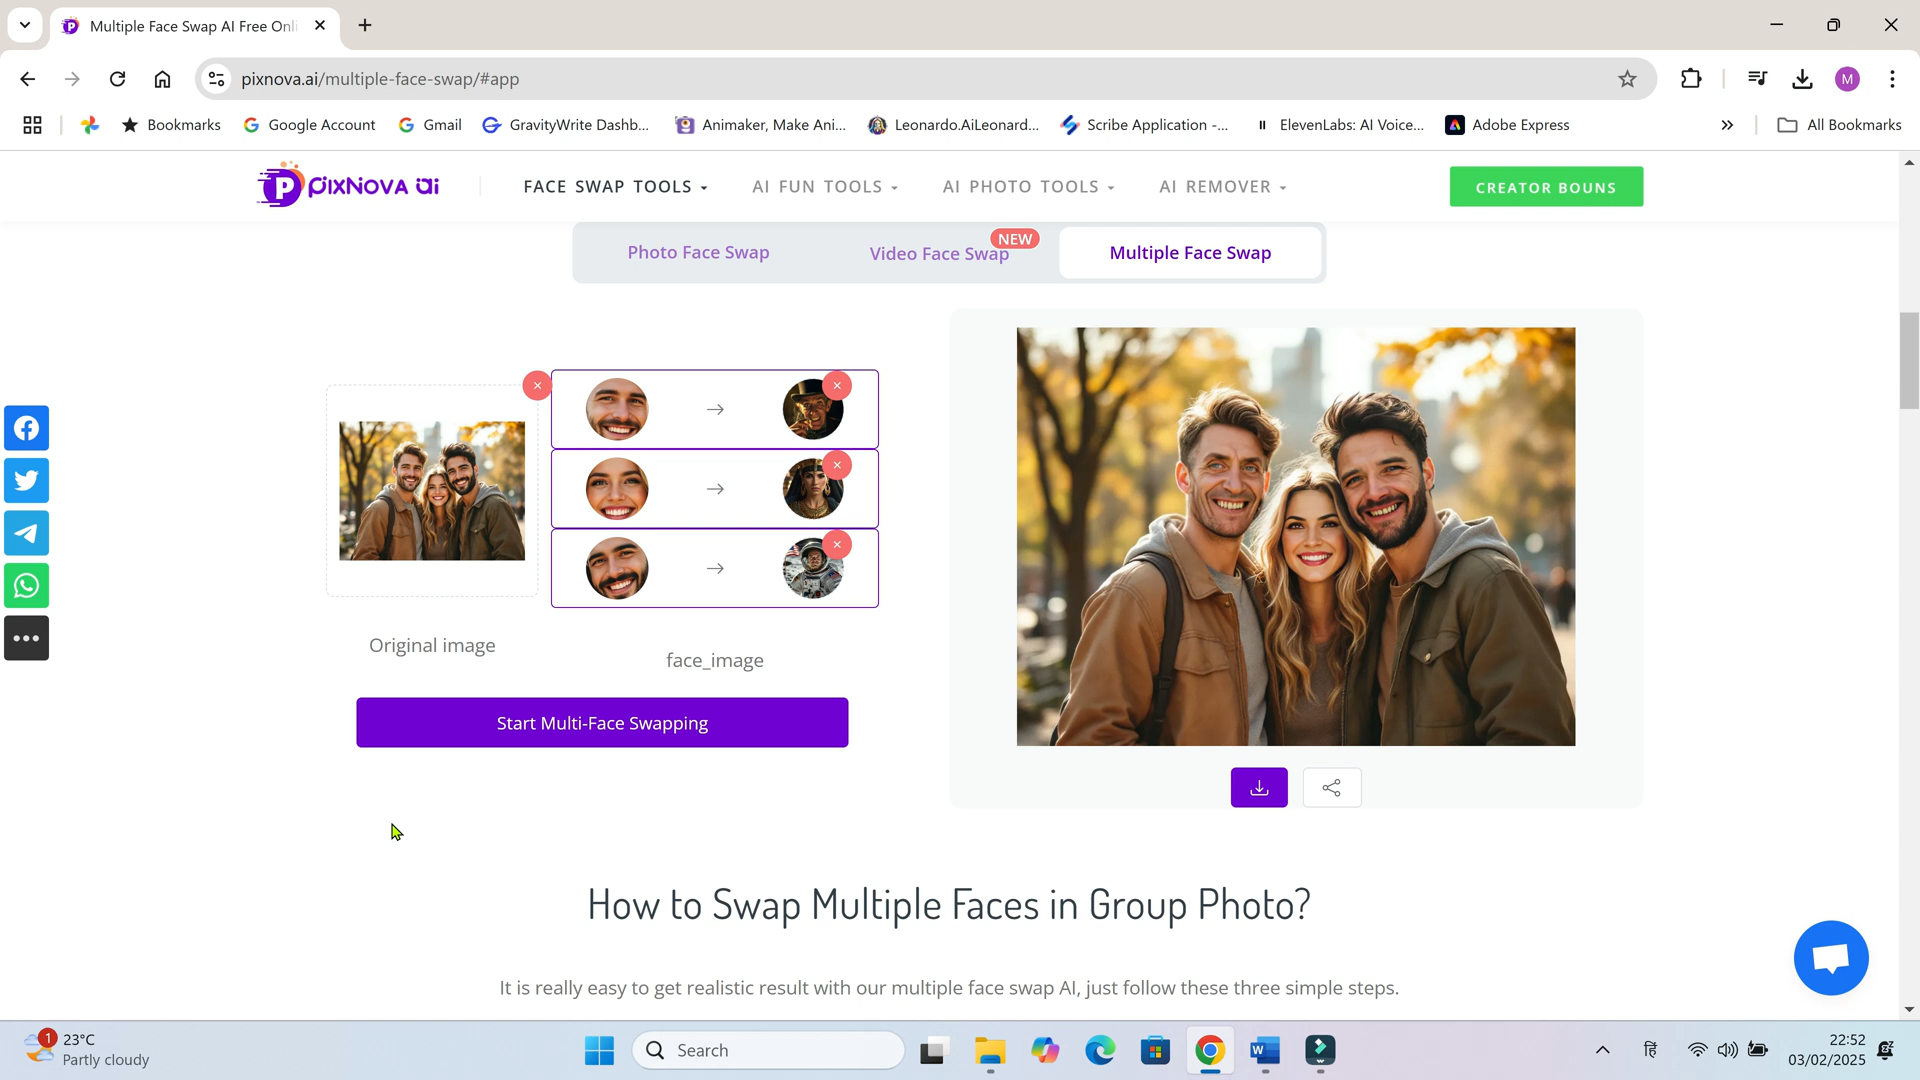 Multiple Face Swap AI Free Onli
pixnova.ai/multiple-face-swap/#app
M
Bookmarks
Google Account
Gmail
GravityWrite Dashb...
Animaker, Make Ani...
Leonardo.AiLeonard...
Scribe Application -...
ElevenLabs: AI Voice...
Adobe Express
All Bookmarks
PixNova ai
FACE SWAP TOOLS
AI FUN TOOLS
AI PHOTO TOOLS
AI REMOVER
CREATOR BOUNS
Photo Face Swap
Video Face Swap
NEW
Multiple Face Swap
Original image
face_image
Start Multi-Face Swapping
How to Swap Multiple Faces in Group Photo?
It is really easy to get realistic result with our multiple face swap AI, just follow these three simple steps.
1
23°C
Partly cloudy
Search
हि
22:52
03/02/2025